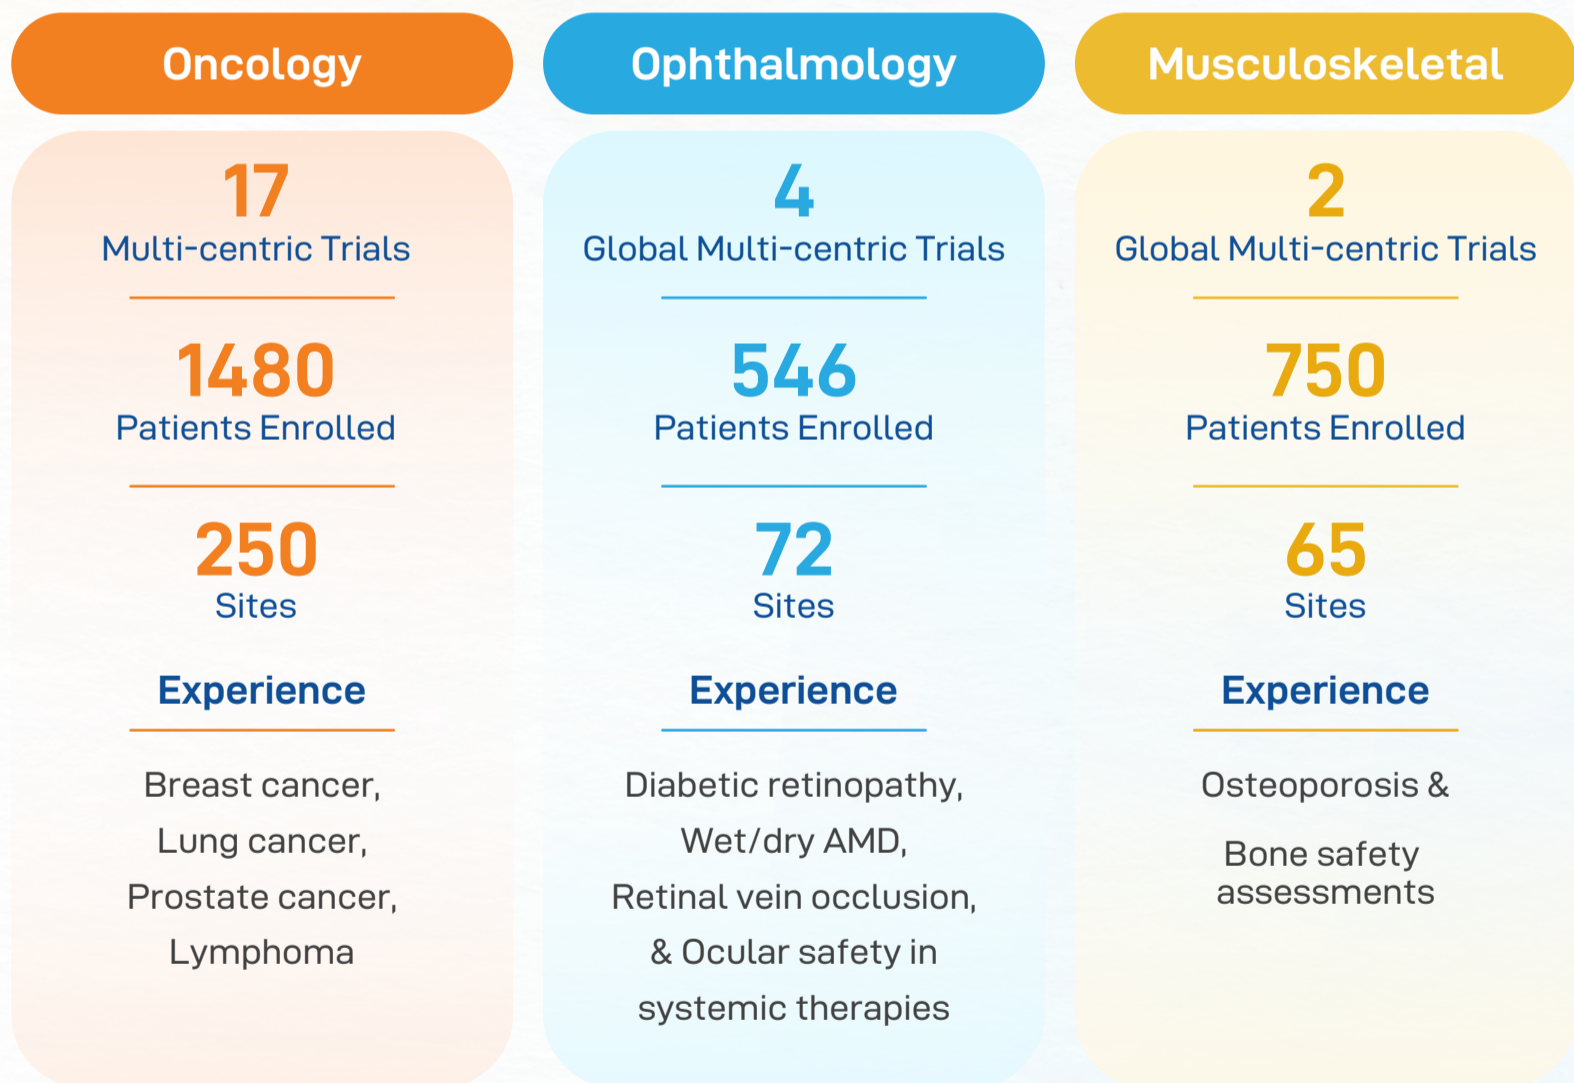 Oncology
17
Multi-centric Trials
1480
Patients Enrolled
250
Sites
Experience
Breast cancer,
Lung cancer,
Prostate cancer,
Lymphoma
Ophthalmology
4
Global Multi-centric Trials
546
Patients Enrolled
72
Sites
Experience
Diabetic retinopathy,
Wet/dry AMD,
Retinal vein occlusion,
& Ocular safety in
systemic therapies
Musculoskeletal
2
Global Multi-centric Trials
750
Patients Enrolled
65
Sites
Experience
Osteoporosis &
Bone safety
assessments